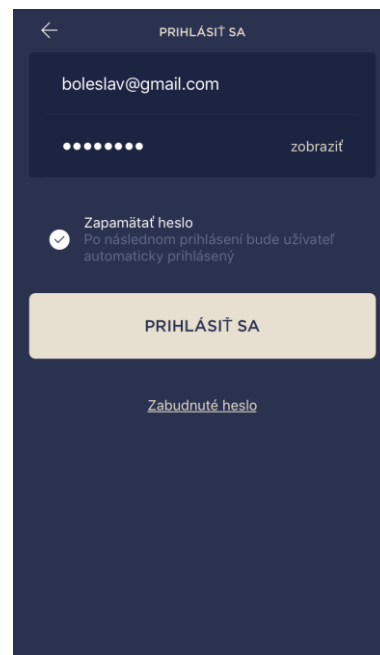 PRIHLÁSIŤ SA
boleslav@gmail.com
●●●●●●●● zobraziť
Zapamätať heslo
Po následnom prihlásení bude užívateľ
automaticky prihlásený
PRIHLÁSIŤ SA
Zabudnuté heslo